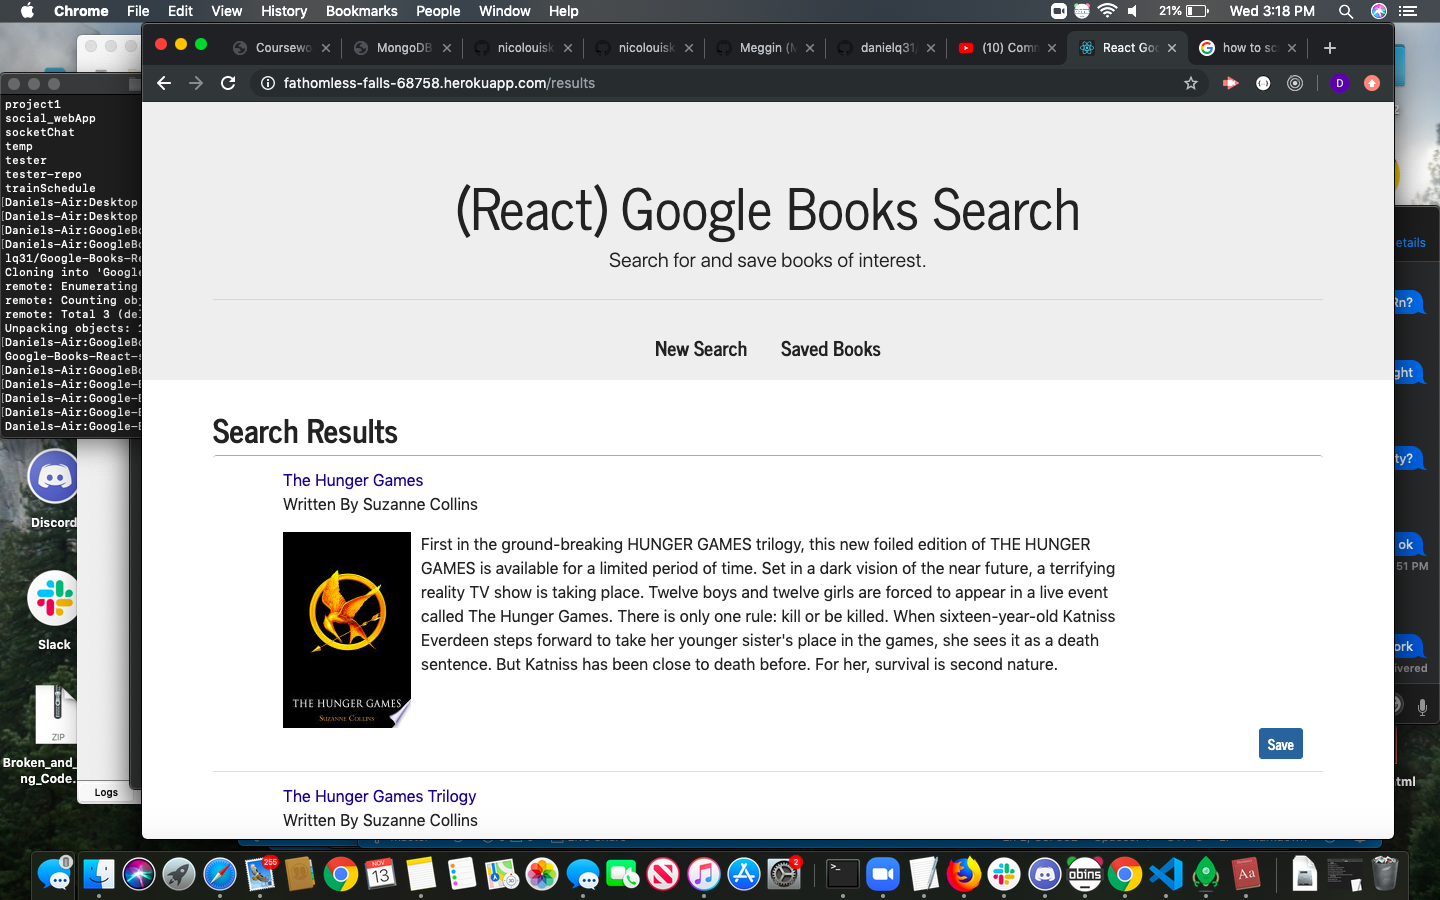 Chrome File Edit View History Bookmarks People Window Help 21% Wed 3:18 PM
Coursewo MongoDB nicolouisk nicolouisk Meggin (M danielq31/ (10) Comm React Goo how to sc
fathomless-falls-68758.herokuapp.com/results
project1
social_webApp
socketChat
temp
tester
tester-repo
trainSchedule
[Daniels-Air:Desktop
[Daniels-Air:Desktop
[Daniels-Air:GoogleBo
[Daniels-Air:GoogleBo
lq31/Google-Books-Re
Cloning into 'Google
remote: Enumerating
remote: Counting obj
remote: Total 3 (del
Unpacking objects: 1
[Daniels-Air:GoogleBo
Google-Books-React-s
[Daniels-Air:GoogleBo
[Daniels-Air:Google-B
[Daniels-Air:Google-B
[Daniels-Air:Google-B
Daniels-Air:Google-B
(React) Google Books Search
Search for and save books of interest.
New Search Saved Books
Search Results
The Hunger Games
Written By Suzanne Collins
First in the ground-breaking HUNGER GAMES trilogy, this new foiled edition of THE HUNGER
GAMES is available for a limited period of time. Set in a dark vision of the near future, a terrifying
reality TV show is taking place. Twelve boys and twelve girls are forced to appear in a live event
called The Hunger Games. There is only one rule: kill or be killed. When sixteen-year-old Katniss
Everdeen steps forward to take her younger sister's place in the games, she sees it as a death
sentence. But Katniss has been close to death before. For her, survival is second nature.
THE HUNGER GAMES
SUZANNE COLLINS
Save
The Hunger Games Trilogy
Written By Suzanne Collins
Discord
Slack
ZIP
Broken_and_
ng_Code.
Logs
etails
Rn?
ght
ty?
ok
51 PM
ork
ivered
tml
D
255
NOV
13
2
obins
Aa